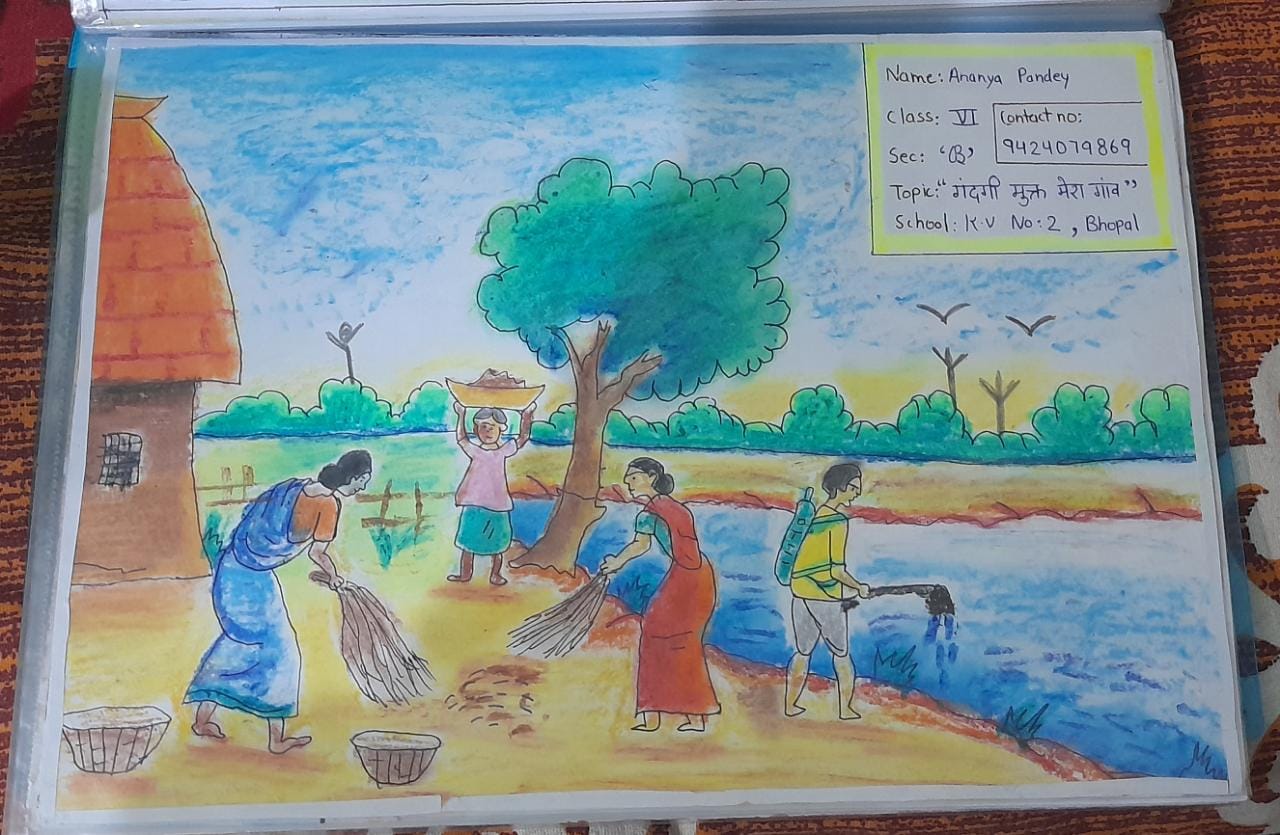 Name: Ananya Pandey
Class: VI
Contact no:
9424079869
Sec: 'B'
Topic: "गंदगी मुक्त मेरा गांव"
School: K.V No: 2, Bhopal